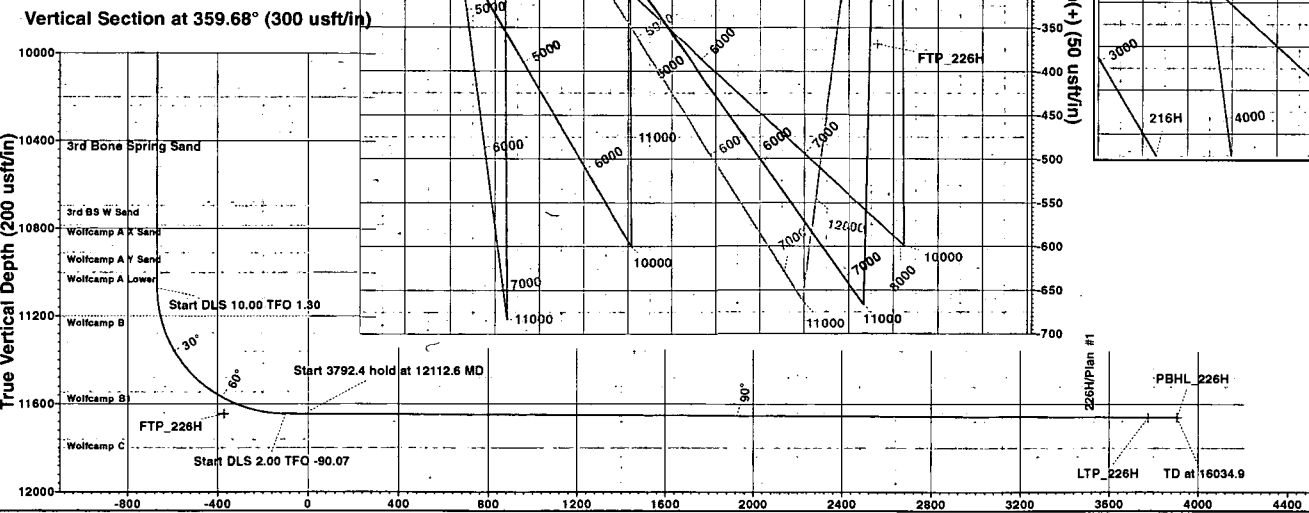 Vertical Section at 359.68° (300 usft/in)
True Vertical Depth (200 usft/in)
10000
10400
10800
11200
11600
12000
3rd Bone Spring Sand
3rd BS W Sand
Wolfcamp A X Sand
Wolfcamp A Y Sand
Wolfcamp A Lower
Wolfcamp B
Wolfcamp B1
Wolfcamp C
Start DLS 10.00 TFO 1.30
30°
60°
90°
FTP_226H
Start DLS 2.00 TFO -90.07
Start 3792.4 hold at 12112.6 MD
226H/Plan #1
PBHL_226H
LTP_226H
TD at 16034.9
-800
-400
0
400
800
1200
1600
2000
2400
2800
3200
3600
4000
4400
5000
5000
5000
5000
6000
6000
6000
600
6000
7000
7000
7000
7000
8000
10000
10000
11000
11000
11000
11000
12000
FTP_226H
-350
-400
-450
-500
-550
-600
-650
-700
(+) (50 usft/in)
3000
216H
4000